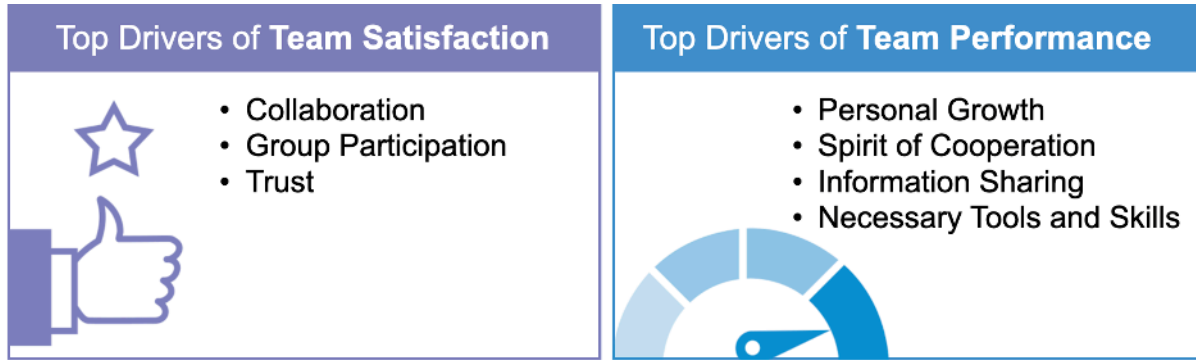 Top Drivers of Team Satisfaction
• Collaboration
• Group Participation
• Trust
Top Drivers of Team Performance
• Personal Growth
• Spirit of Cooperation
• Information Sharing
• Necessary Tools and Skills